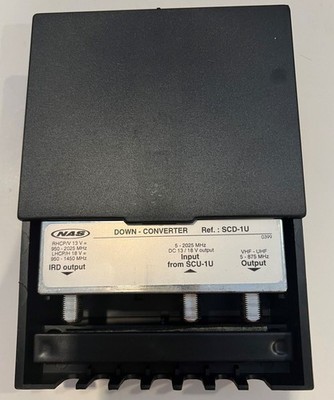 NAS
DOWN - CONVERTER Ref. : SCD-1U
0399
RHCP/V 13 V =
950 - 2025 MHz
LHCP/H 18 V =
950 - 1450 MHz
IRD output
5 - 2025 MHz
DC 13 / 18 V output
Input
from SCU-1U
VHF - UHF
5 - 875 MHz
Output